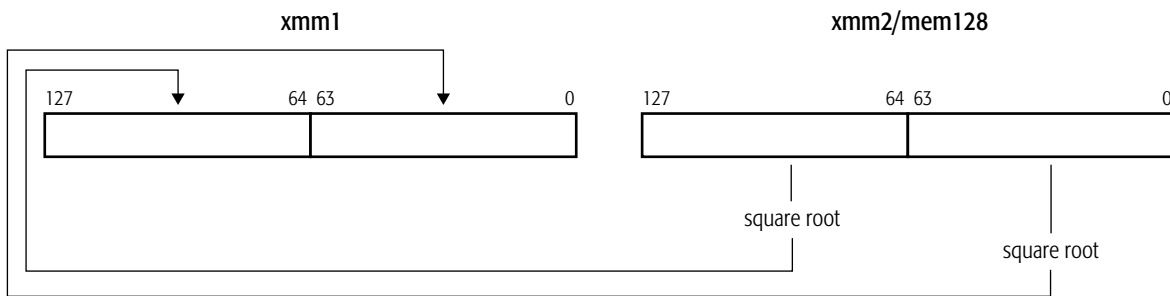 xmm1 xmm2/mem128
127 64 63 0 127 64 63 0
square root
square root